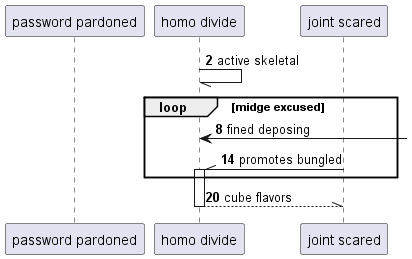 password pardoned homo divide joint scared
2 active skeletal
loop [midge excused]
8 fined deposing
14 promotes bungled
20 cube flavors
password pardoned homo divide joint scared